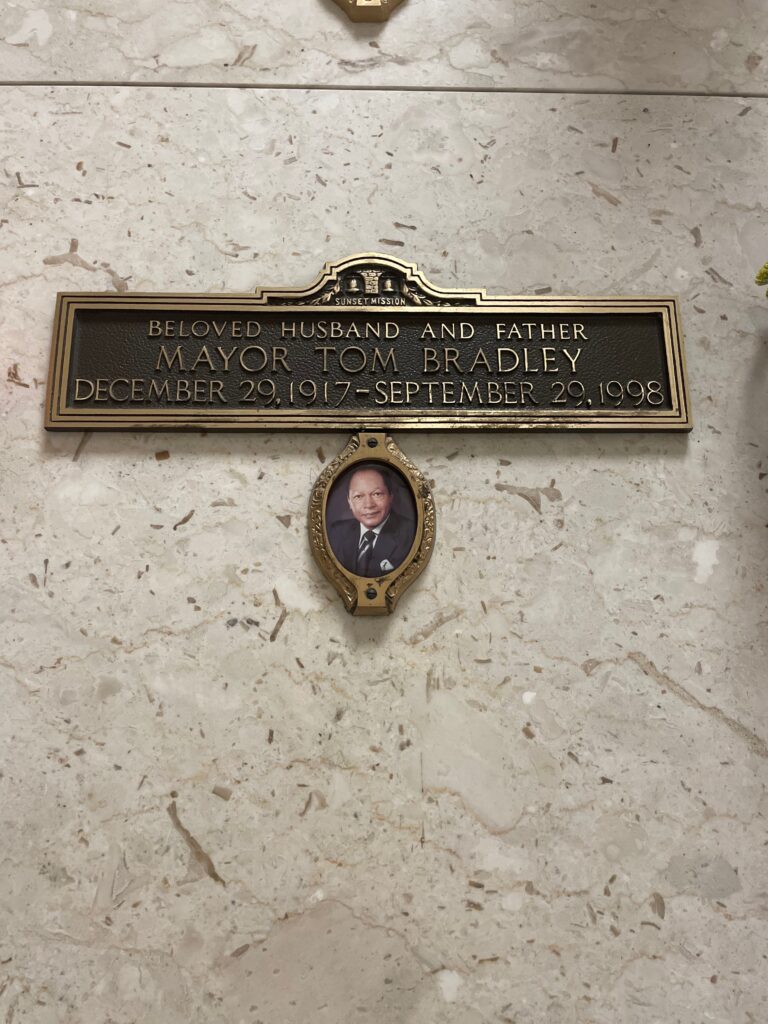 SUNSET MISSION
BELOVED HUSBAND AND FATHER
MAYOR TOM BRADLEY
DECEMBER 29, 1917-SEPTEMBER 29, 1998